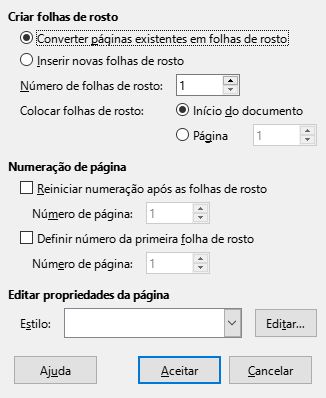 Criar folhas de rosto
Converter páginas existentes em folhas de rosto
Inserir novas folhas de rosto
Número de folhas de rosto: 1
Colocar folhas de rosto: Início do documento
Página 1
Numeração de página
Reiniciar numeração após as folhas de rosto
Número de página: 1
Definir número da primeira folha de rosto
Número de página: 1
Editar propriedades da página
Estilo: Editar...
Ajuda Aceitar Cancelar